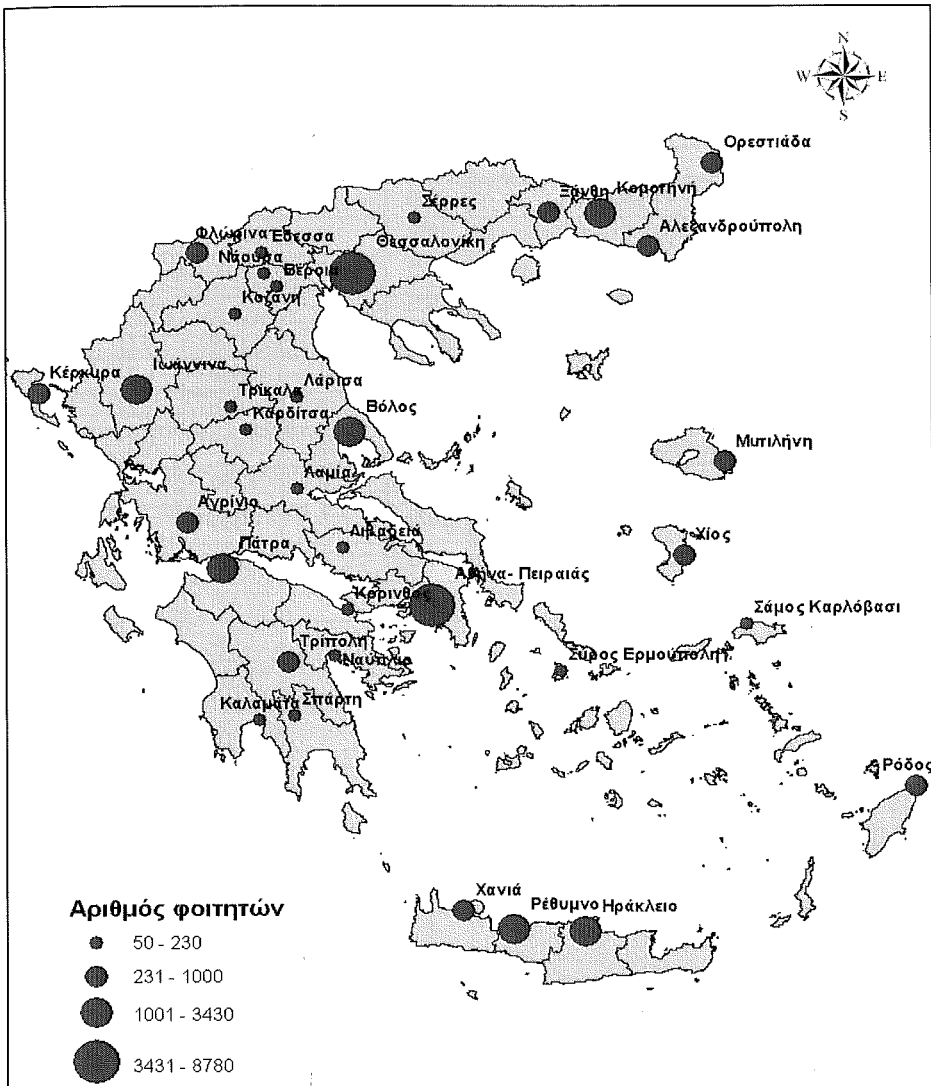 N
W E
S
Ορεστιάδα
Ξάνθη Κομοτηνή
Σέρρες
Αλεξανδρούπολη
Φλώρινα Έδεσσα
Θεσσαλονίκη
Νάουσα
Βέροια
Κοζάνη
Ιωάννινα
Κέρκυρα
Λάρισα
Τρίκαλα
Καρδίτσα
Βόλος
Μυτιλήνη
Λαμία
Αγρίνιο
Λιβαδειά
Χίος
Πάτρα
Αθήνα- Πειραιάς
Κόρινθος
Σάμος Καρλόβασι
Τρίπολη
Ναύπλιο
Σύρος Ερμούπολη
Καλαμάτα
Σπάρτη
Ρόδος
Χανιά
Ρέθυμνο Ηράκλειο
Αριθμός φοιτητών
50 - 230
231 - 1000
1001 - 3430
3431 - 8780